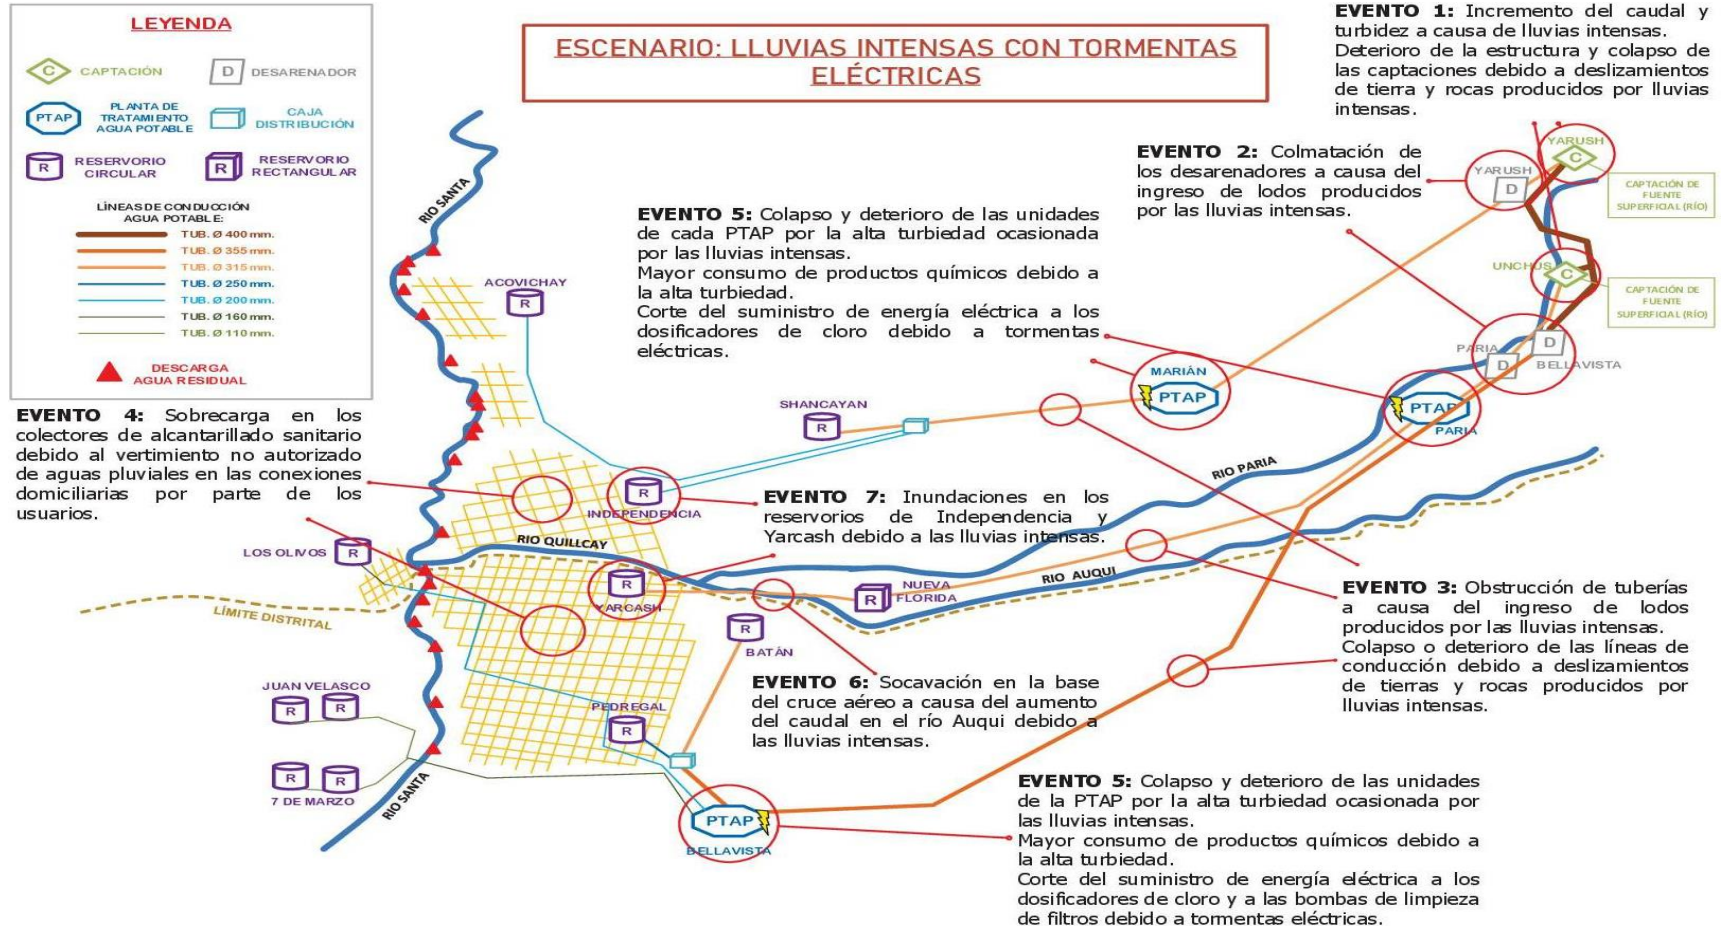 LEYENDA
C CAPTACIÓN
D DESARENADOR
PTAP PLANTA DE
TRATAMIENTO
AGUA POTABLE
CAJA
DISTRIBUCIÓN
R RESERVORIO
CIRCULAR
R RESERVORIO
RECTANGULAR
LÍNEAS DE CONDUCCIÓN
AGUA POTABLE:
TUB. Ø 400 mm.
TUB. Ø 355 mm.
TUB. Ø 315 mm.
TUB. Ø 250 mm.
TUB. Ø 200 mm.
TUB. Ø 160 mm.
TUB. Ø 110 mm.
DESCARGA
AGUA RESIDUAL
ESCENARIO: LLUVIAS INTENSAS CON TORMENTAS
ELÉCTRICAS
EVENTO 1: Incremento del caudal y
turbidez a causa de lluvias intensas.
Deterioro de la estructura y colapso de
las captaciones debido a deslizamientos
de tierra y rocas producidos por lluvias
intensas.
EVENTO 2: Colmatación de
los desarenadores a causa del
ingreso de lodos producidos
por las lluvias intensas.
YARUSH
C
YARUSH
D
CAPTACIÓN DE
FUENTE
SUPERFICIAL (RÍO)
UNCHUS
C
CAPTACIÓN DE
FUENTE
SUPERFICIAL (RÍO)
PARIA
D
D
BELLAVISTA
EVENTO 5: Colapso y deterioro de las unidades
de cada PTAP por la alta turbiedad ocasionada
por las lluvias intensas.
Mayor consumo de productos químicos debido a
la alta turbiedad.
Corte del suministro de energía eléctrica a los
dosificadores de cloro debido a tormentas
eléctricas.
RIO SANTA
ACOVICHAY
R
MARIÁN
PTAP
PTAP
PARIA
SHANCAYAN
R
EVENTO 4: Sobrecarga en los
colectores de alcantarillado sanitario
debido al vertimiento no autorizado
de aguas pluviales en las conexiones
domiciliarias por parte de los
usuarios.
RIO PARIA
R
INDEPENDENCIA
EVENTO 7: Inundaciones en los
reservorios de Independencia y
Yarcash debido a las lluvias intensas.
RIO QUILLCAY
LOS OLIVOS
R
RIO AUQUI
R
YARCASH
R
NUEVA
FLORIDA
LÍMITE DISTRITAL
R
BATÁN
EVENTO 3: Obstrucción de tuberías
a causa del ingreso de lodos
producidos por las lluvias intensas.
Colapso o deterioro de las líneas de
conducción debido a deslizamientos
de tierras y rocas producidos por
lluvias intensas.
EVENTO 6: Socavación en la base
del cruce aéreo a causa del aumento
del caudal en el río Auqui debido a
las lluvias intensas.
JUAN VELASCO
R
R
PEDREGAL
R
R
R
7 DE MARZO
RIO SANTA
PTAP
BELLAVISTA
EVENTO 5: Colapso y deterioro de las unidades
de la PTAP por la alta turbiedad ocasionada por
las lluvias intensas.
Mayor consumo de productos químicos debido a
la alta turbiedad.
Corte del suministro de energía eléctrica a los
dosificadores de cloro y a las bombas de limpieza
de filtros debido a tormentas eléctricas.